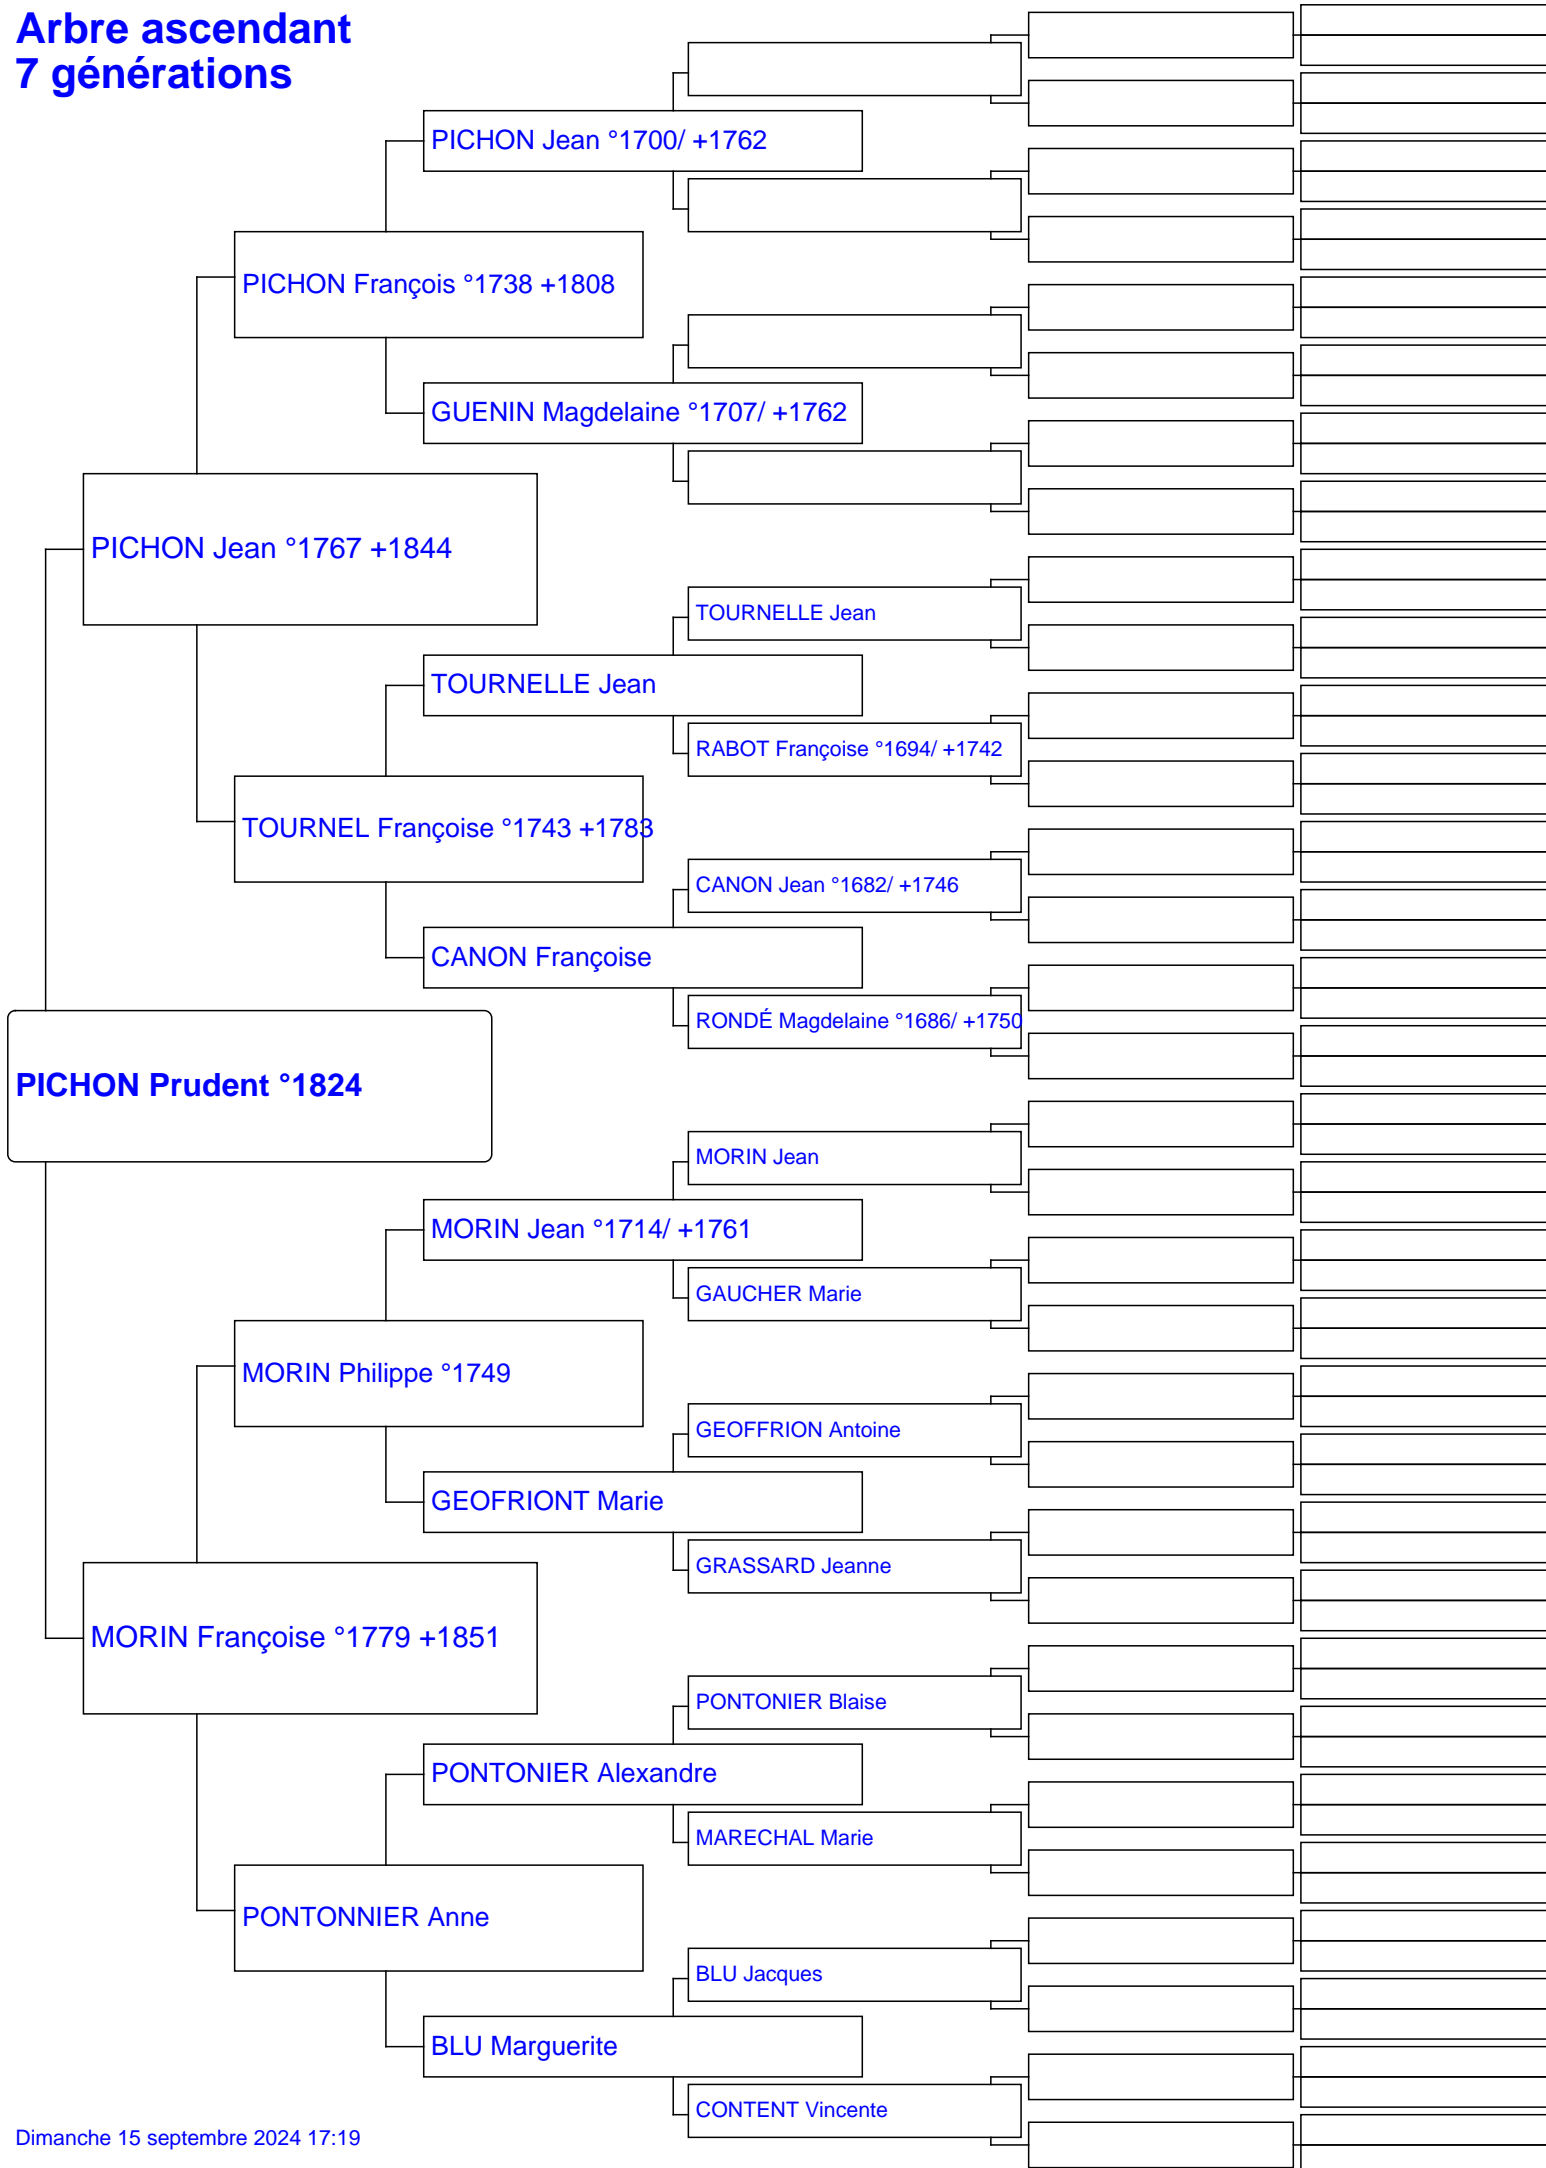 Arbre ascendant
7 générations
PICHON Jean °1700/ +1762
PICHON François °1738 +1808
GUENIN Magdelaine °1707/ +1762
PICHON Jean °1767 +1844
TOURNELLE Jean
TOURNELLE Jean
RABOT Françoise °1694/ +1742
TOURNEL Françoise °1743 +1783
CANON Jean °1682/ +1746
CANON Françoise
RONDÉ Magdelaine °1686/ +1750
PICHON Prudent °1824
MORIN Jean
MORIN Jean °1714/ +1761
GAUCHER Marie
MORIN Philippe °1749
GEOFFRION Antoine
GEOFRIONT Marie
GRASSARD Jeanne
MORIN Françoise °1779 +1851
PONTONIER Blaise
PONTONIER Alexandre
MARECHAL Marie
PONTONNIER Anne
BLU Jacques
BLU Marguerite
CONTENT Vincente
Dimanche 15 septembre 2024 17:19